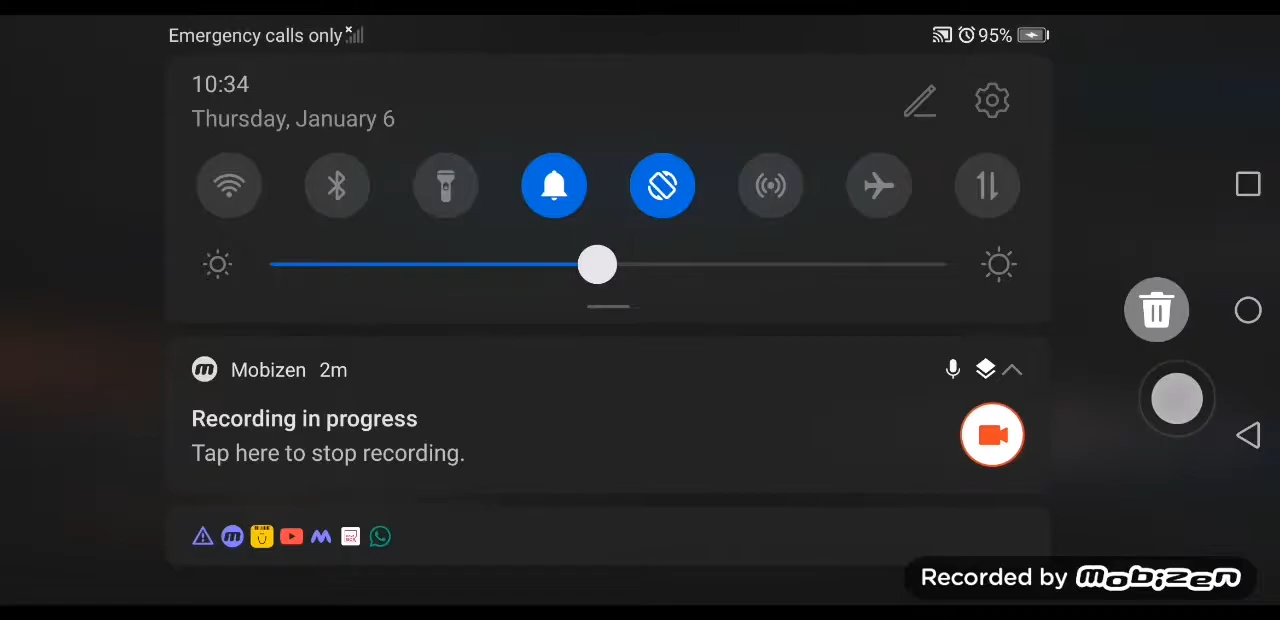 Emergency calls only
95%
10:34
Thursday, January 6
Mobizen 2m
Recording in progress
Tap here to stop recording.
Recorded by mobizen